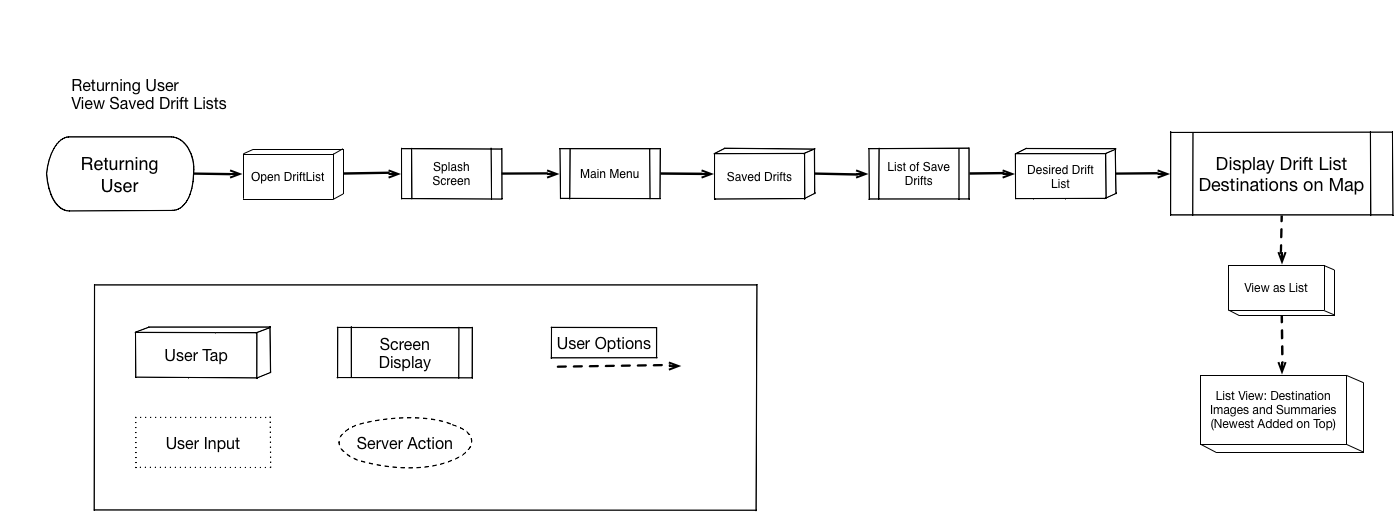 Returning User
View Saved Drift Lists
Returning
User
Open DriftList
Splash
Screen
Main Menu
Saved Drifts
List of Save
Drifts
Desired Drift
List
Display Drift List
Destinations on Map
View as List
List View: Destination
Images and Summaries
(Newest Added on Top)
User Tap
Screen
Display
User Options
User Input
Server Action